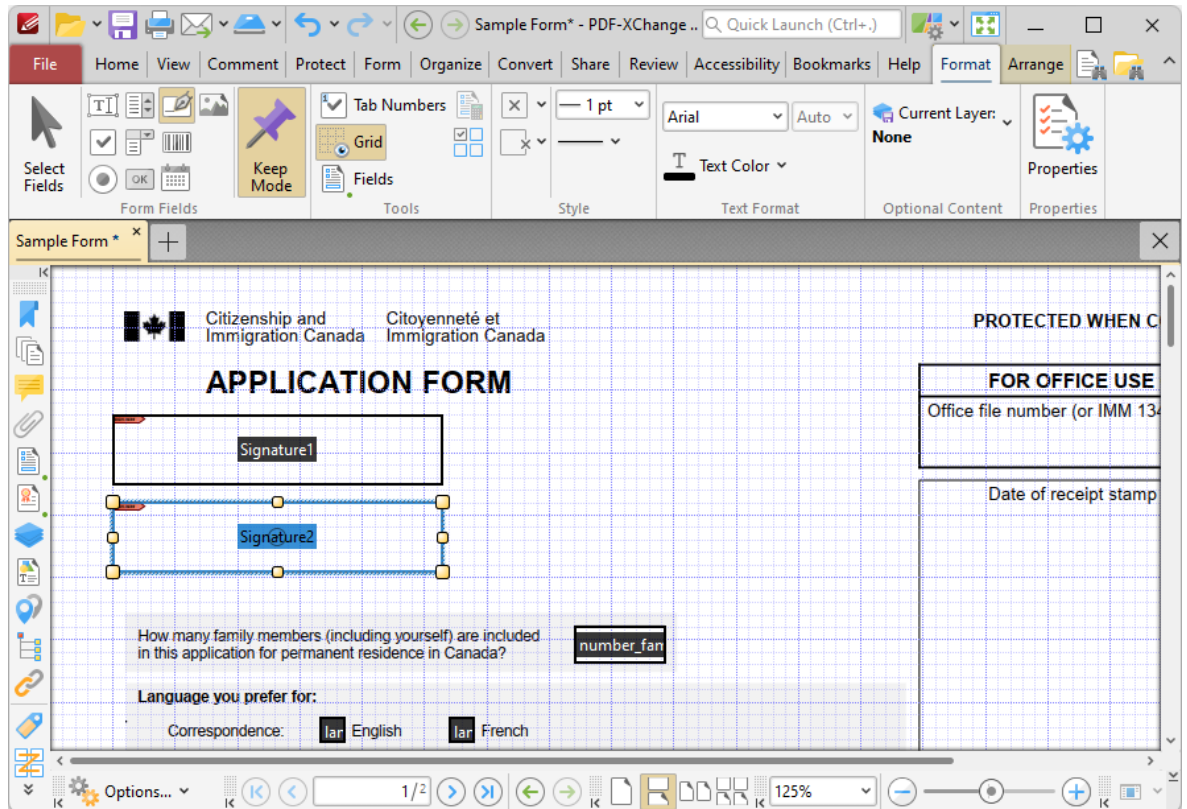 Sample Form* - PDF-XChange ..
Quick Launch (Ctrl+.)
File Home View Comment Protect Form Organize Convert Share Review Accessibility Bookmarks Help Format Arrange
Select Fields
OK
Keep Mode
Tab Numbers
Grid
Fields
1 pt
Arial
Auto
Text Color
Current Layer:
None
Properties
Form Fields Tools Style Text Format Optional Content Properties
Sample Form *
Citizenship and Citoyenneté et
Immigration Canada Immigration Canada
PROTECTED WHEN C
APPLICATION FORM
FOR OFFICE USE
Office file number (or IMM 134
Signature1
Date of receipt stamp
Signature2
How many family members (including yourself) are included
in this application for permanent residence in Canada?
number_fan
Language you prefer for:
Correspondence: lar English lar French
Options... 1/2 125%